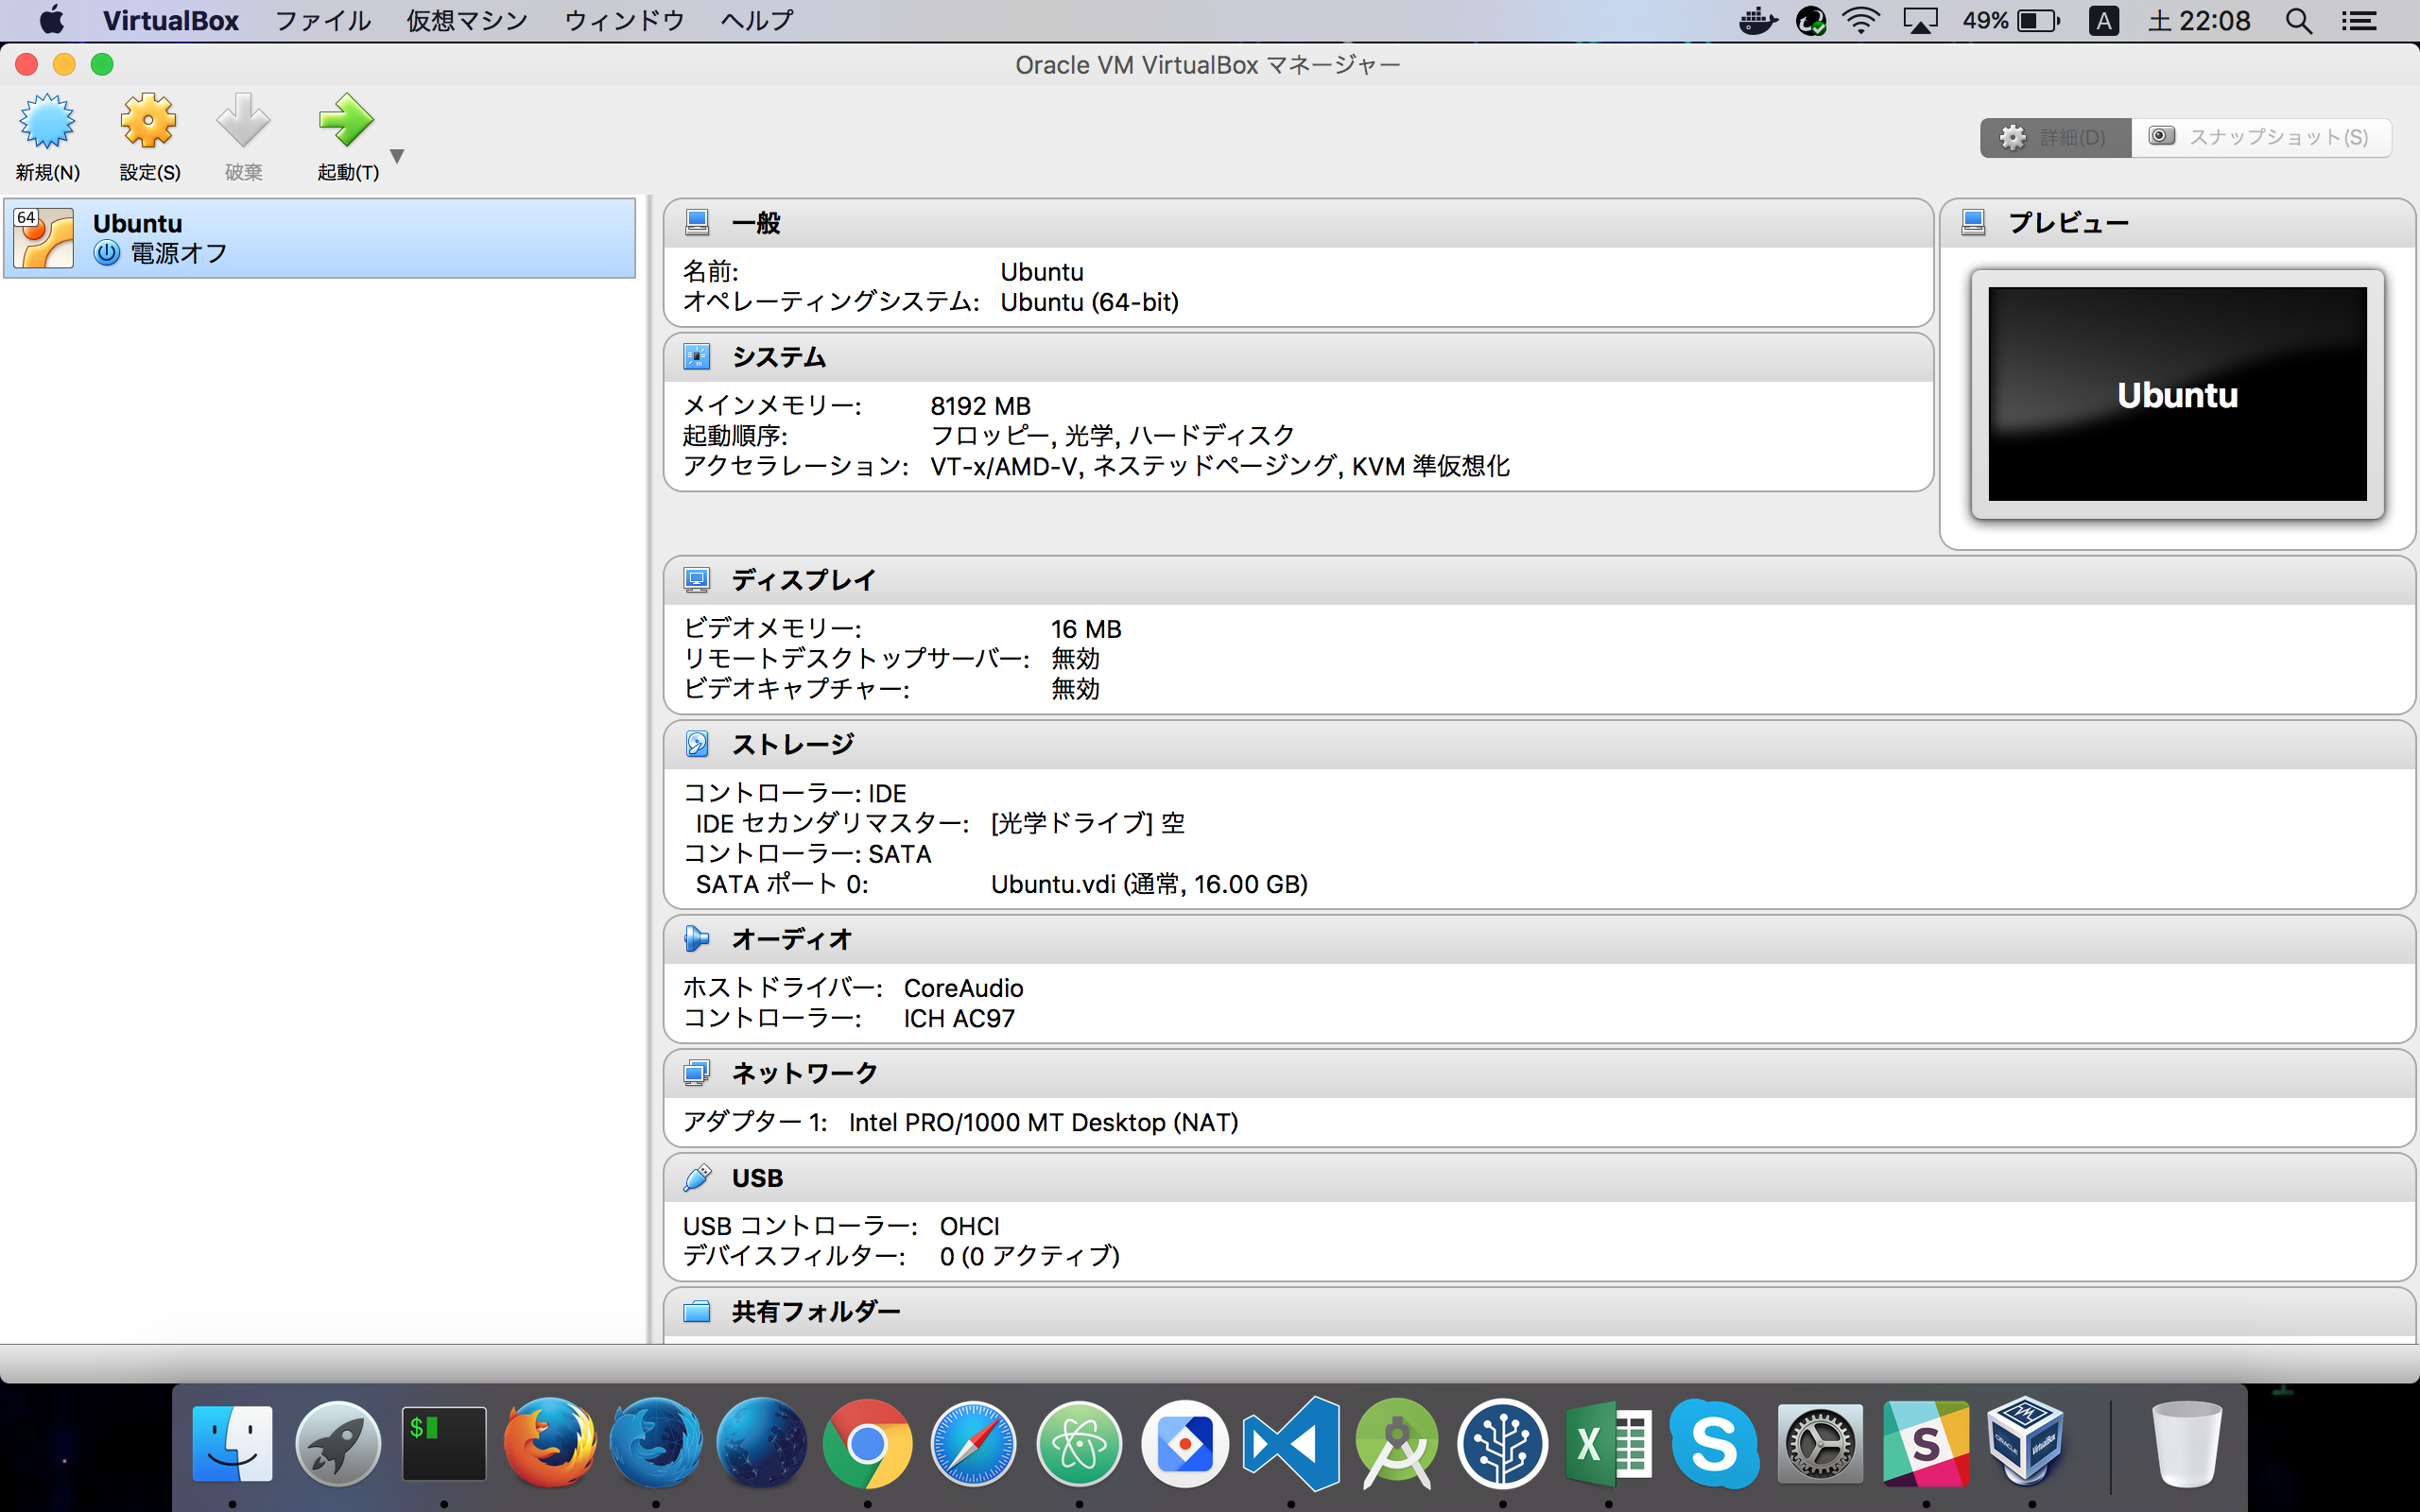 VirtualBox ファイル 仮想マシン ウィンドウ ヘルプ 49% A 土 22:08
Oracle VM VirtualBox マネージャー
新規(N) 設定(S) 破棄 起動(T) 詳細(D) スナップショット(S)
64
Ubuntu
電源オフ
一般
名前: Ubuntu
オペレーティングシステム: Ubuntu (64-bit)
プレビュー
Ubuntu
システム
メインメモリー: 8192 MB
起動順序: フロッピー, 光学, ハードディスク
アクセラレーション: VT-x/AMD-V, ネステッドページング, KVM 準仮想化
ディスプレイ
ビデオメモリー: 16 MB
リモートデスクトップサーバー: 無効
ビデオキャプチャー: 無効
ストレージ
コントローラー: IDE
IDE セカンダリマスター: [光学ドライブ] 空
コントローラー: SATA
SATA ポート 0: Ubuntu.vdi (通常, 16.00 GB)
オーディオ
ホストドライバー: CoreAudio
コントローラー: ICH AC97
ネットワーク
アダプター 1: Intel PRO/1000 MT Desktop (NAT)
USB
USB コントローラー: OHCI
デバイスフィルター: 0 (0 アクティブ)
共有フォルダー
$
X
S
S
ORACLE
VirtualBox